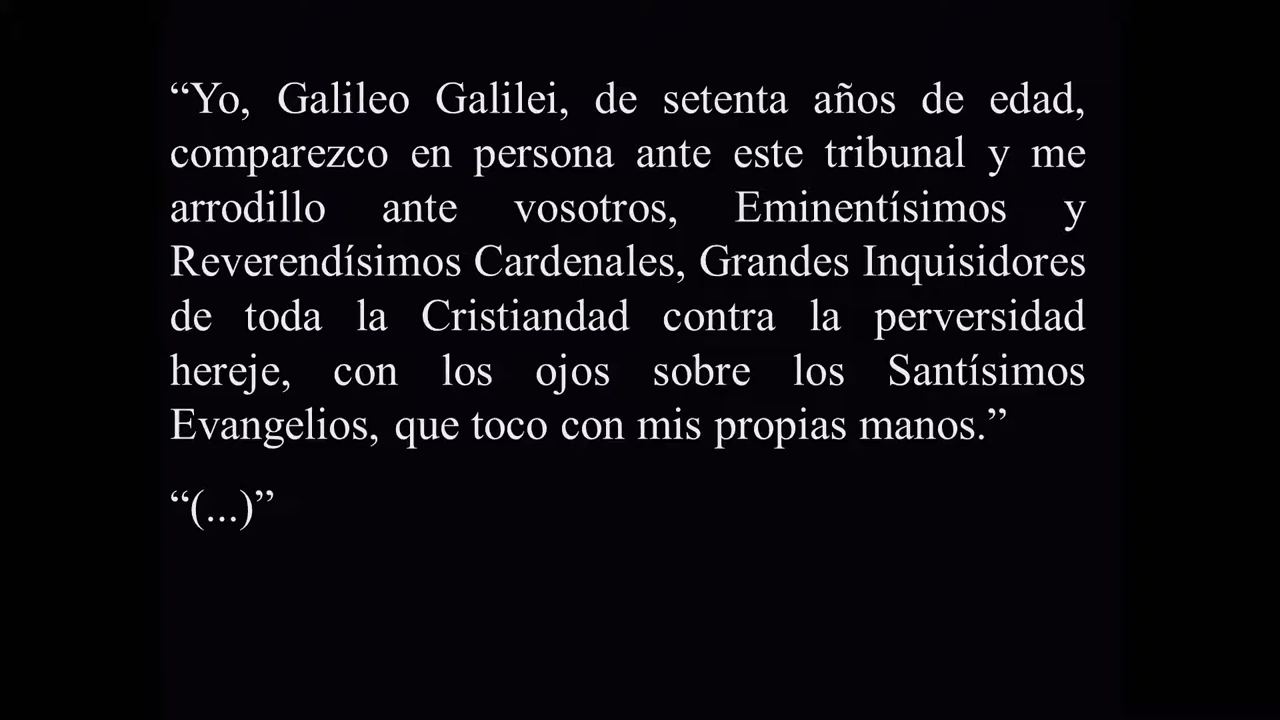 “Yo, Galileo Galilei, de setenta años de edad,
comparezco en persona ante este tribunal y me
arrodillo ante vosotros, Eminentísimos y
Reverendísimos Cardenales, Grandes Inquisidores
de toda la Cristiandad contra la perversidad
hereje, con los ojos sobre los Santísimos
Evangelios, que toco con mis propias manos.”
“(...)”